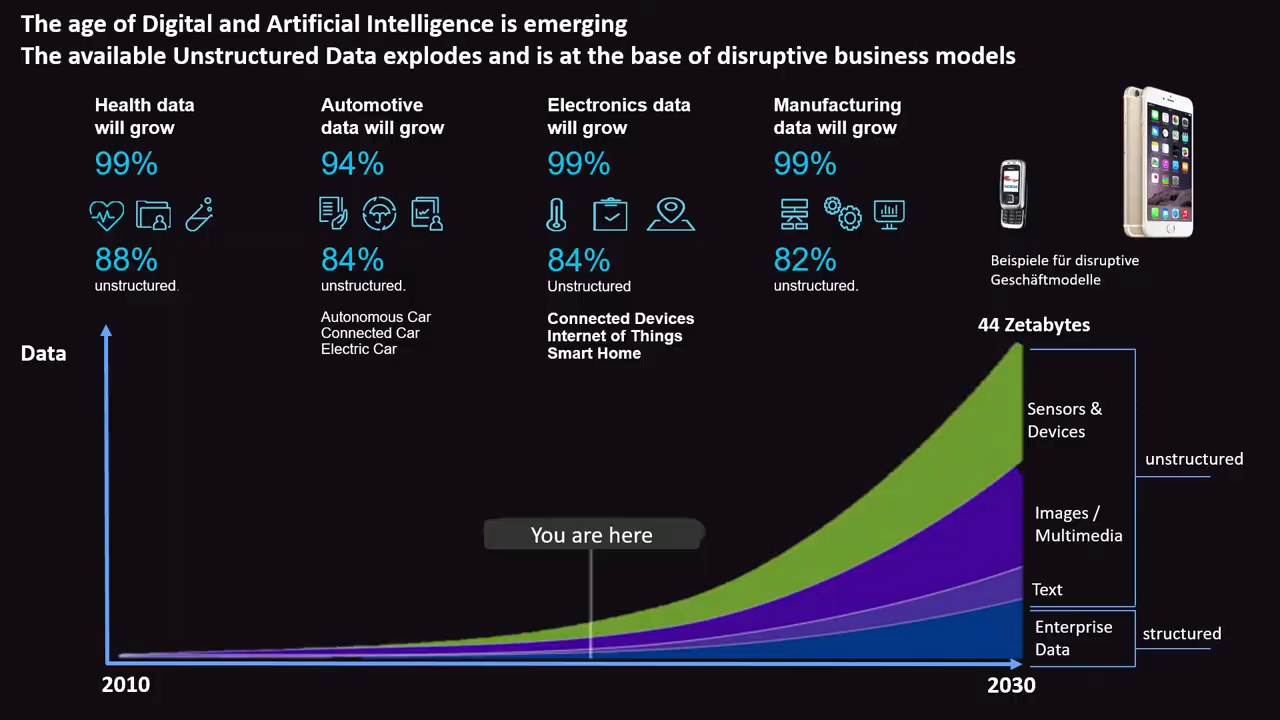 The age of Digital and Artificial Intelligence is emerging
The available Unstructured Data explodes and is at the base of disruptive business models
Health data
will grow
99%
88%
unstructured.
Automotive
data will grow
94%
84%
unstructured.
Autonomous Car
Connected Car
Electric Car
Electronics data
will grow
99%
84%
Unstructured
Connected Devices
Internet of Things
Smart Home
Manufacturing
data will grow
99%
82%
unstructured.
Beispiele für disruptive
Geschäftmodelle
44 Zetabytes
Data
Sensors &
Devices
unstructured
Images /
Multimedia
You are here
Text
Enterprise
Data
structured
2010
2030